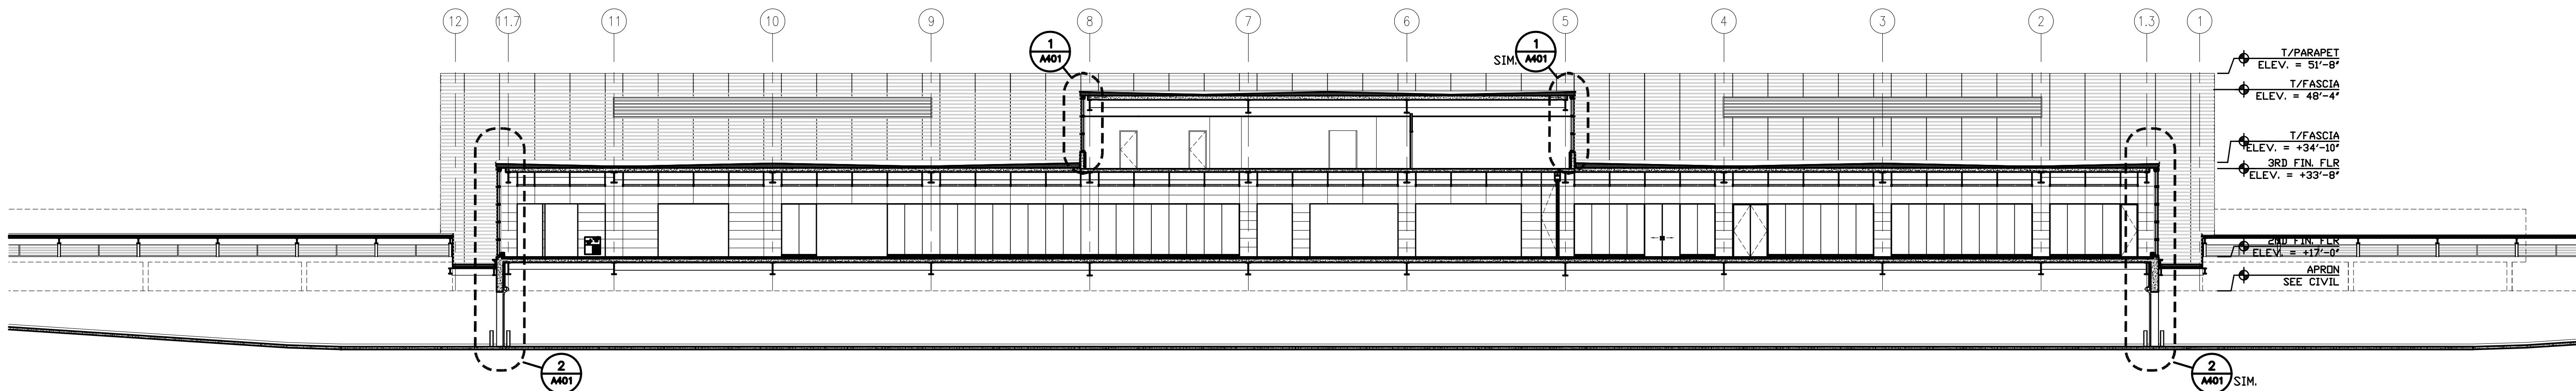 12 11.7 11 10 9 8 7 6 5 4 3 2 1.3 1
1
A401
SIM.
1
A401
T/PARAPET
ELEV. = 51'-8"
T/FASCIA
ELEV. = 48'-4"
T/FASCIA
ELEV. = +34'-10"
3RD FIN. FLR
ELEV. = +33'-8"
2ND FIN. FLR
ELEV. = +17'-0"
APRON
SEE CIVIL
2
A401
2
A401
SIM.